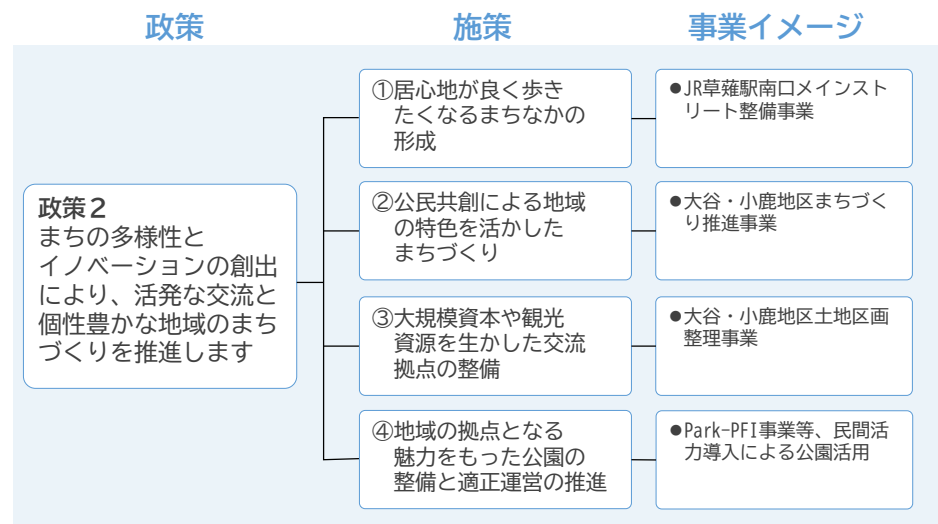 政策
施策
事業イメージ
政策2
まちの多様性と
イノベーションの創出
により、活発な交流と
個性豊かな地域のまち
づくりを推進します
①居心地が良く歩き
たくなるまちなかの
形成
●JR草薙駅南口メインスト
リート整備事業
②公民共創による地域
の特色を活かした
まちづくり
●大谷・小鹿地区まちづく
り推進事業
③大規模資本や観光
資源を生かした交流
拠点の整備
●大谷・小鹿地区土地区画
整理事業
④地域の拠点となる
魅力をもった公園の
整備と適正運営の推進
●Park-PFI事業等、民間活
力導入による公園活用